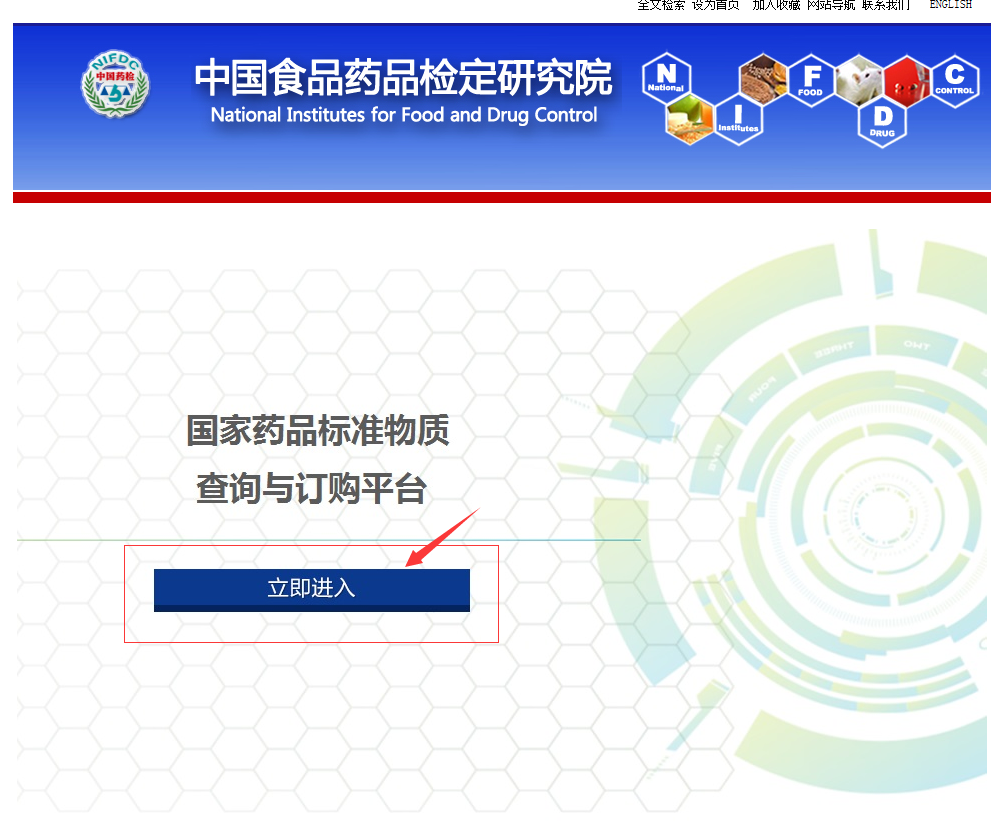 全文检索 设为首页 加入收藏 网站导航 联系我们 ENGLISH
NIFDC
中国药检
中国食品药品检定研究院
National Institutes for Food and Drug Control
N
National
I
Institutes
F
FOOD
D
DRUG
C
CONTROL
THREE
TWO
FOUR
国家药品标准物质
查询与订购平台
立即进入